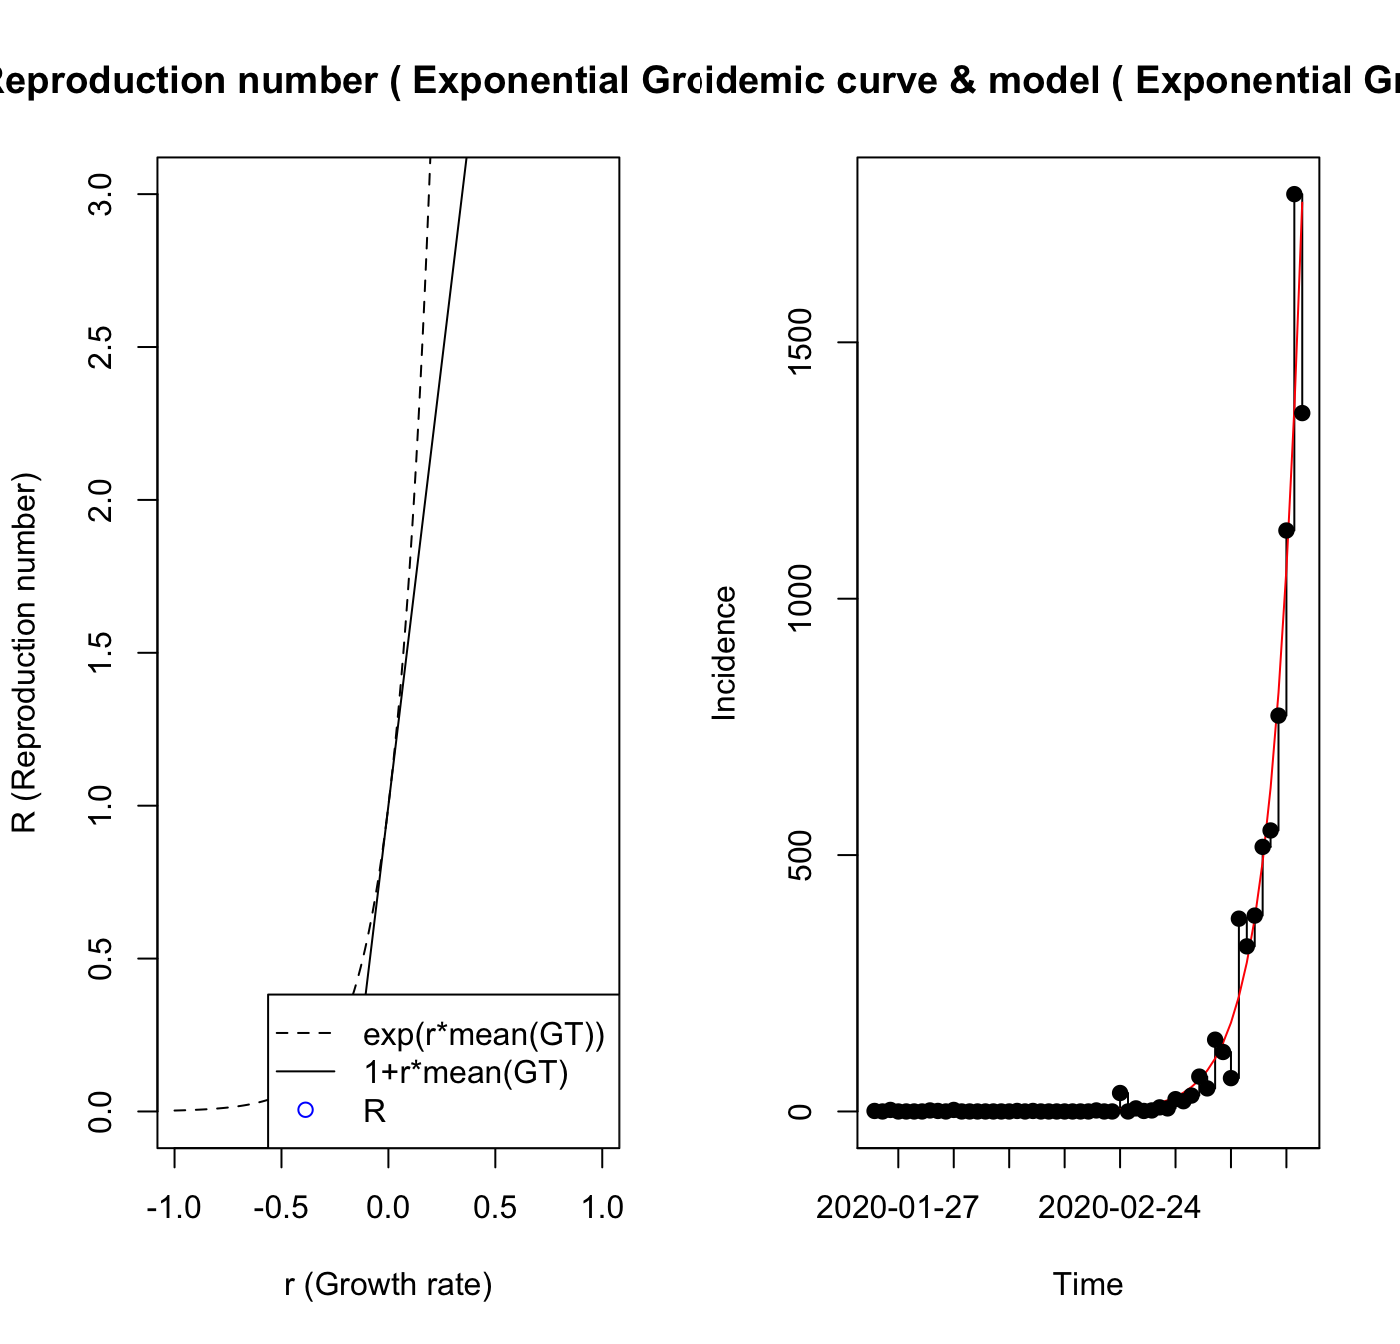 Reproduction number ( Exponential Gro
idemic curve & model ( Exponential Gr
R (Reproduction number)
3.0
2.5
2.0
1.5
1.0
0.5
0.0
exp(r*mean(GT))
1+r*mean(GT)
R
-1.0 -0.5 0.0 0.5 1.0
r (Growth rate)
Incidence
1500
1000
500
0
2020-01-27 2020-02-24
Time